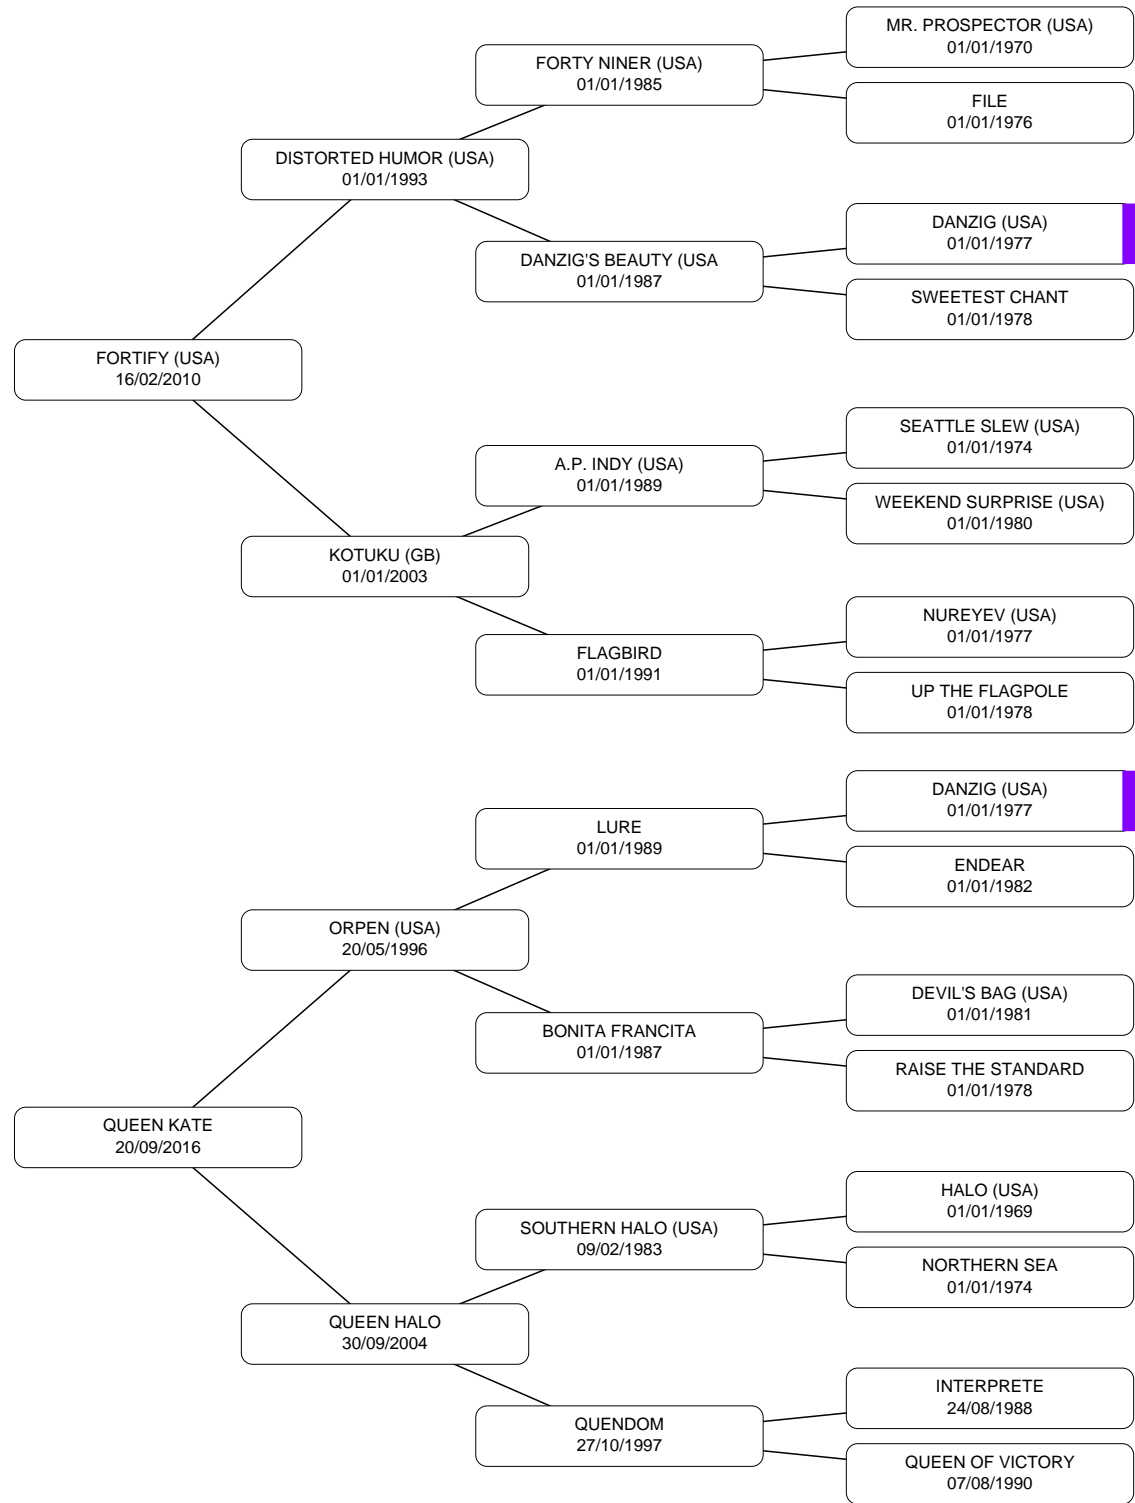 MR. PROSPECTOR (USA)
01/01/1970
FORTY NINER (USA)
01/01/1985
FILE
01/01/1976
DISTORTED HUMOR (USA)
01/01/1993
DANZIG (USA)
01/01/1977
DANZIG'S BEAUTY (USA
01/01/1987
SWEETEST CHANT
01/01/1978
FORTIFY (USA)
16/02/2010
SEATTLE SLEW (USA)
01/01/1974
A.P. INDY (USA)
01/01/1989
WEEKEND SURPRISE (USA)
01/01/1980
KOTUKU (GB)
01/01/2003
NUREYEV (USA)
01/01/1977
FLAGBIRD
01/01/1991
UP THE FLAGPOLE
01/01/1978
DANZIG (USA)
01/01/1977
LURE
01/01/1989
ENDEAR
01/01/1982
ORPEN (USA)
20/05/1996
DEVIL'S BAG (USA)
01/01/1981
BONITA FRANCITA
01/01/1987
RAISE THE STANDARD
01/01/1978
QUEEN KATE
20/09/2016
HALO (USA)
01/01/1969
SOUTHERN HALO (USA)
09/02/1983
NORTHERN SEA
01/01/1974
QUEEN HALO
30/09/2004
INTERPRETE
24/08/1988
QUENDOM
27/10/1997
QUEEN OF VICTORY
07/08/1990